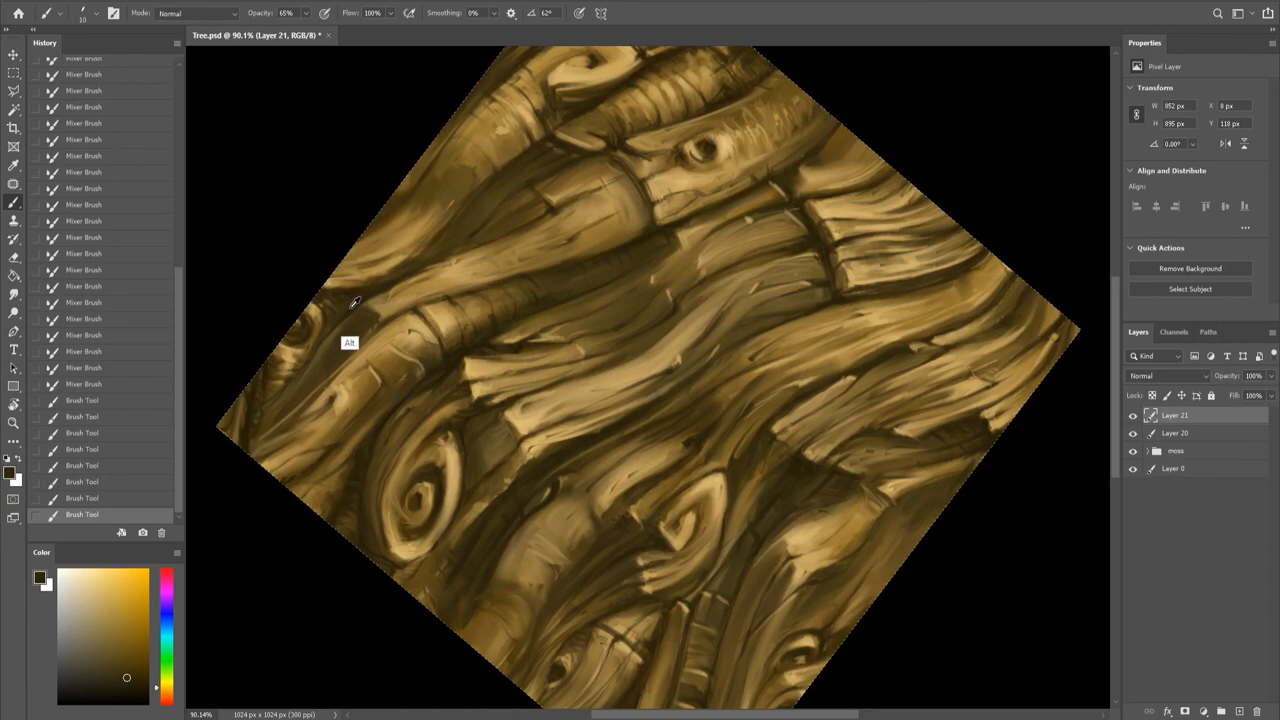 10 Mode: Normal Opacity: 65% Flow: 100% Smoothing: 0% 62°
History
Tree.psd @ 90.1% (Layer 21, RGB/8) * ×
Properties
Mixer Brush
Pixel Layer
Mixer Brush
Mixer Brush
Transform
Mixer Brush
W 852 px X 8 px
Mixer Brush
H 895 px Y 118 px
Mixer Brush
0.00°
Mixer Brush
Mixer Brush
Align and Distribute
Mixer Brush
Align:
Mixer Brush
Mixer Brush
Mixer Brush
Quick Actions
Mixer Brush
Remove Background
Mixer Brush
Select Subject
Mixer Brush
Mixer Brush
Mixer Brush
Layers Channels Paths
Mixer Brush
Alt
Mixer Brush
Kind
Mixer Brush
Normal Opacity: 100%
Mixer Brush
Lock: Fill: 100%
Brush Tool
Layer 21
Brush Tool
Layer 20
Brush Tool
moss
Brush Tool
Layer 0
Brush Tool
Brush Tool
Brush Tool
Brush Tool
Color
90.14% 1024 px x 1024 px (300 ppi)
fx